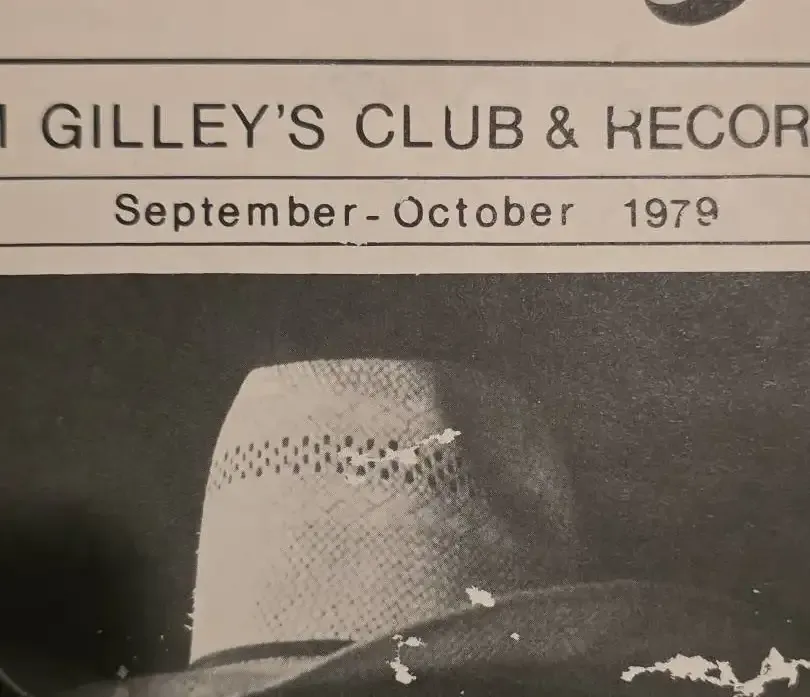 GILLEY'S CLUB & RECOR
September-October 1979